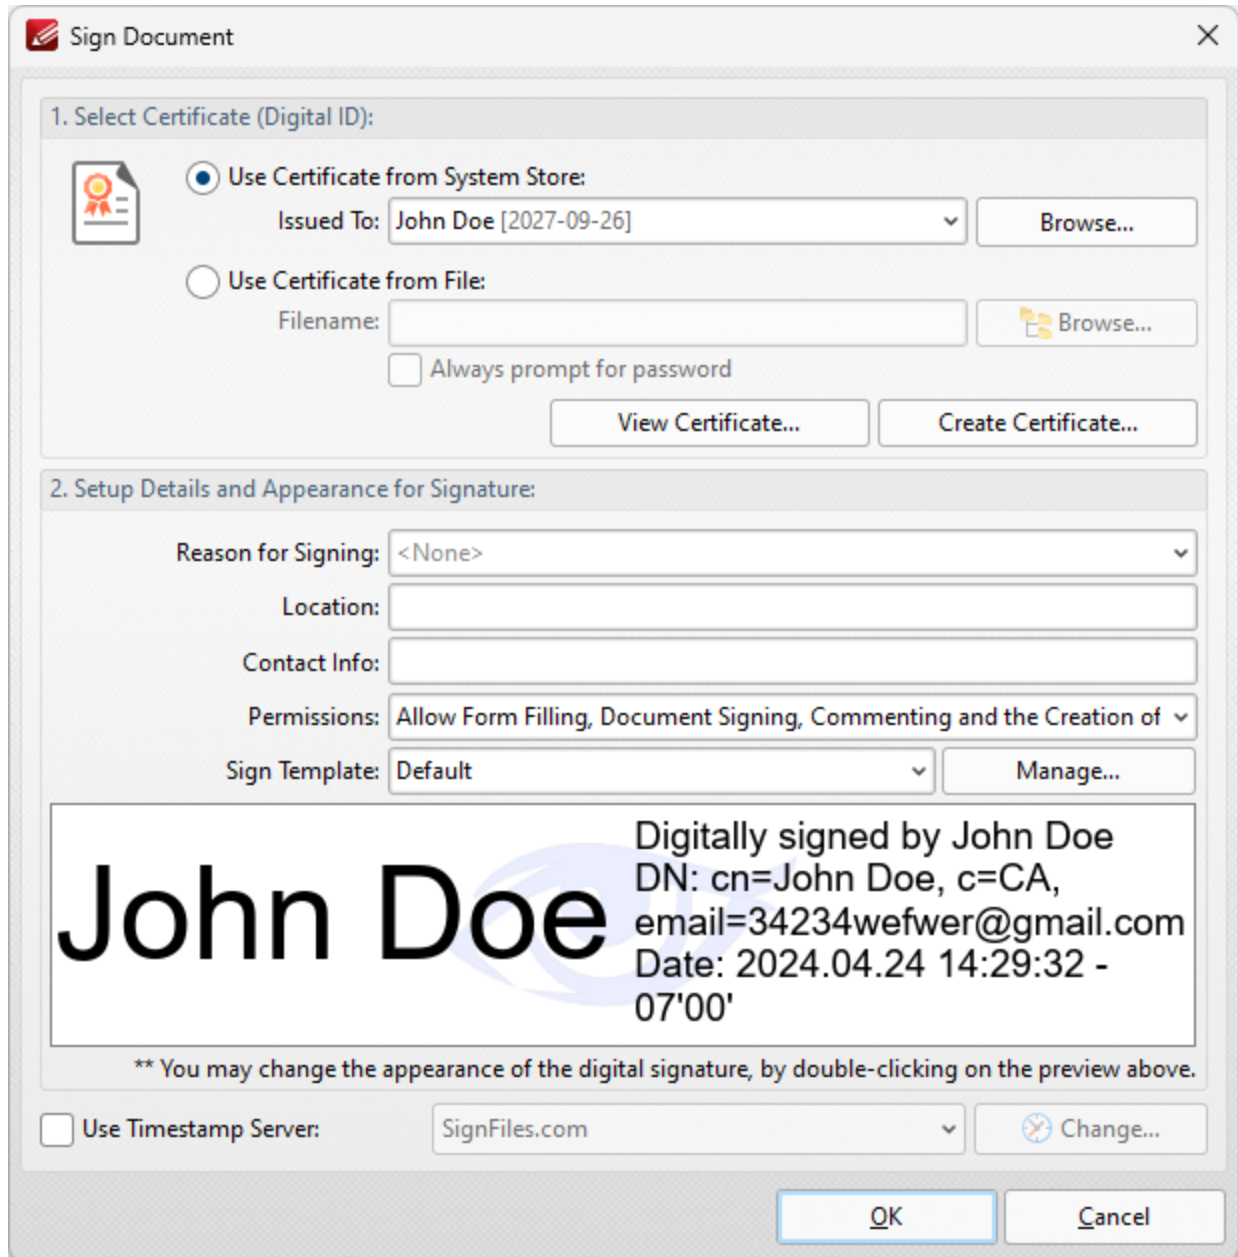 Sign Document
1. Select Certificate (Digital ID):
Use Certificate from System Store:
Issued To: John Doe [2027-09-26] Browse...
Use Certificate from File:
Filename: Browse...
Always prompt for password
View Certificate... Create Certificate...
2. Setup Details and Appearance for Signature:
Reason for Signing: <None>
Location:
Contact Info:
Permissions: Allow Form Filling, Document Signing, Commenting and the Creation of
Sign Template: Default Manage...
John Doe
Digitally signed by John Doe
DN: cn=John Doe, c=CA,
email=34234wefwer@gmail.com
Date: 2024.04.24 14:29:32 -
07'00'
** You may change the appearance of the digital signature, by double-clicking on the preview above.
Use Timestamp Server: SignFiles.com Change...
OK Cancel